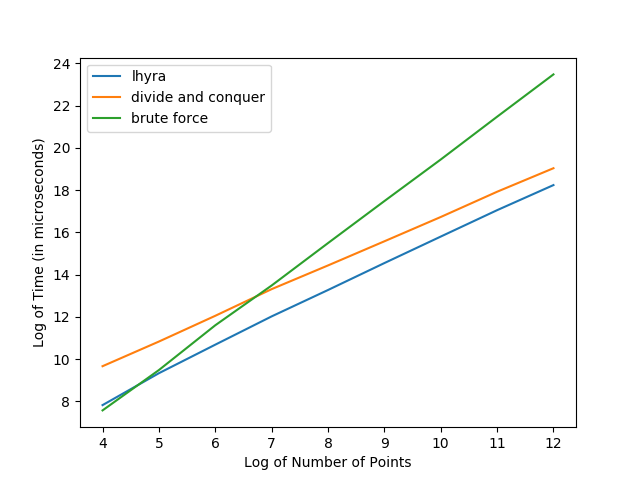 24
22
20
18
16
14
12
10
8
Log of Time (in microseconds)
lhyra
divide and conquer
brute force
4 5 6 7 8 9 10 11 12
Log of Number of Points